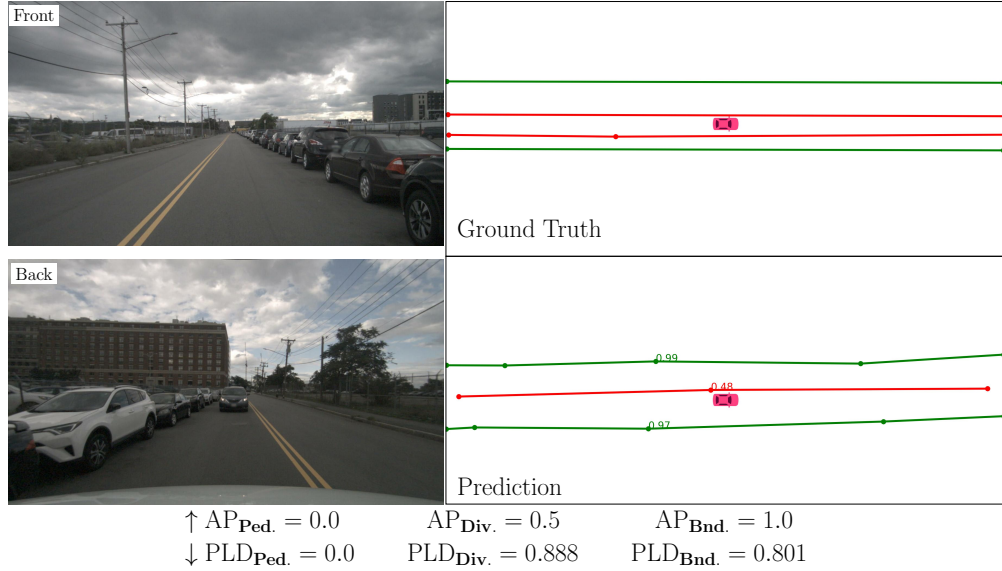 Front
Ground Truth
Back
0.99
0.48
0.97
Prediction
↑ AP_Ped. = 0.0 AP_Div. = 0.5 AP_Bnd. = 1.0
↓ PLD_Ped. = 0.0 PLD_Div. = 0.888 PLD_Bnd. = 0.801